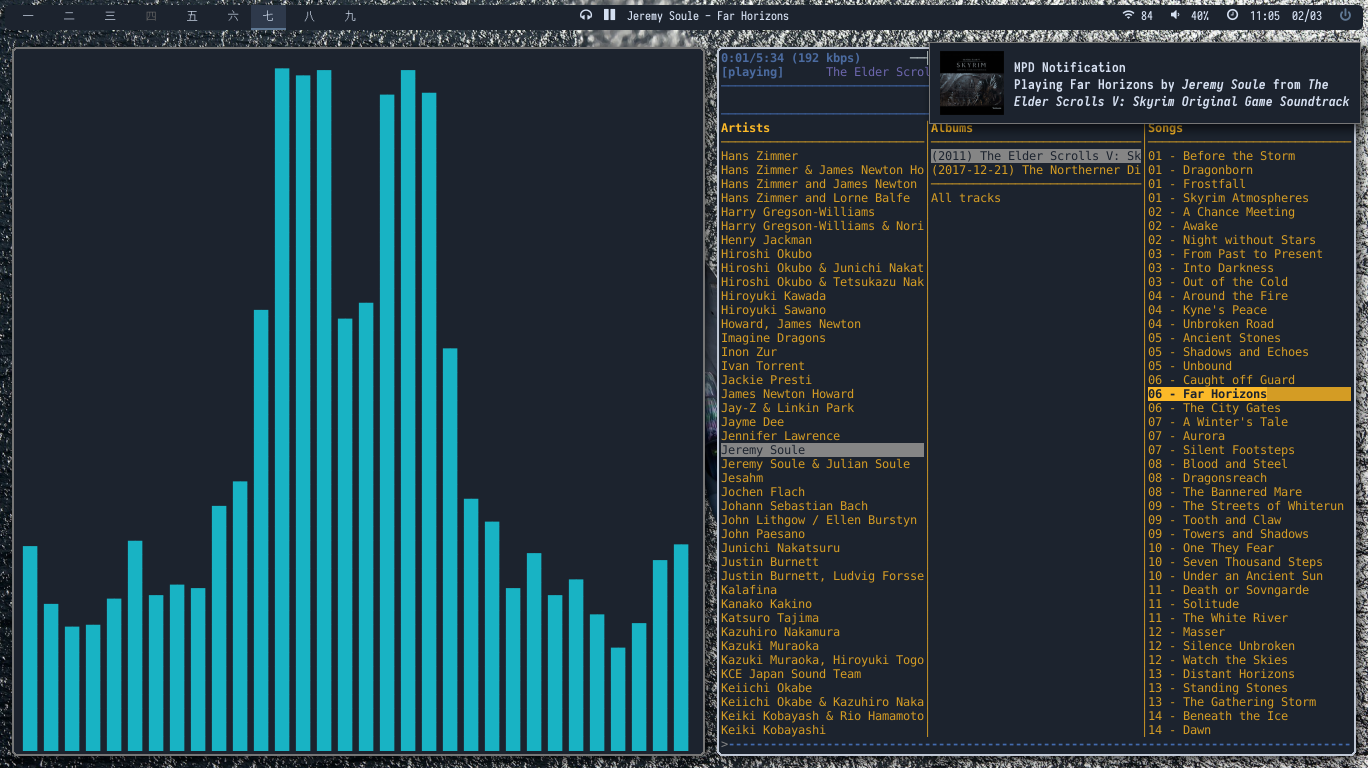 一 二 三 四 五 六 七 八 九
Jeremy Soule - Far Horizons
84 40% 11:05 02/03
0:01/5:34 (192 kbps)
[playing] The Elder Scrol
MPD Notification
Playing Far Horizons by Jeremy Soule from The
Elder Scrolls V: Skyrim Original Game Soundtrack
SKYRIM
Artists
Hans Zimmer
Hans Zimmer & James Newton Ho
Hans Zimmer and James Newton
Hans Zimmer and Lorne Balfe
Harry Gregson-Williams
Harry Gregson-Williams & Nori
Henry Jackman
Hiroshi Okubo
Hiroshi Okubo & Junichi Nakat
Hiroshi Okubo & Tetsukazu Nak
Hiroyuki Kawada
Hiroyuki Sawano
Howard, James Newton
Imagine Dragons
Inon Zur
Ivan Torrent
Jackie Presti
James Newton Howard
Jay-Z & Linkin Park
Jayme Dee
Jennifer Lawrence
Jeremy Soule
Jeremy Soule & Julian Soule
Jesahm
Jochen Flach
Johann Sebastian Bach
John Lithgow / Ellen Burstyn
John Paesano
Junichi Nakatsuru
Justin Burnett
Justin Burnett, Ludvig Forsse
Kalafina
Kanako Kakino
Katsuro Tajima
Kazuhiro Nakamura
Kazuki Muraoka
Kazuki Muraoka, Hiroyuki Togo
KCE Japan Sound Team
Keiichi Okabe
Keiichi Okabe & Kazuhiro Naka
Keiki Kobayash & Rio Hamamoto
Keiki Kobayashi
Albums
(2011) The Elder Scrolls V: Sk
(2017-12-21) The Northerner Di
All tracks
Songs
01 - Before the Storm
01 - Dragonborn
01 - Frostfall
01 - Skyrim Atmospheres
02 - A Chance Meeting
02 - Awake
02 - Night without Stars
03 - From Past to Present
03 - Into Darkness
03 - Out of the Cold
04 - Around the Fire
04 - Kyne's Peace
04 - Unbroken Road
05 - Ancient Stones
05 - Shadows and Echoes
05 - Unbound
06 - Caught off Guard
06 - Far Horizons
06 - The City Gates
07 - A Winter's Tale
07 - Aurora
07 - Silent Footsteps
08 - Blood and Steel
08 - Dragonsreach
08 - The Bannered Mare
09 - The Streets of Whiterun
09 - Tooth and Claw
09 - Towers and Shadows
10 - One They Fear
10 - Seven Thousand Steps
10 - Under an Ancient Sun
11 - Death or Sovngarde
11 - Solitude
11 - The White River
12 - Masser
12 - Silence Unbroken
12 - Watch the Skies
13 - Distant Horizons
13 - Standing Stones
13 - The Gathering Storm
14 - Beneath the Ice
14 - Dawn